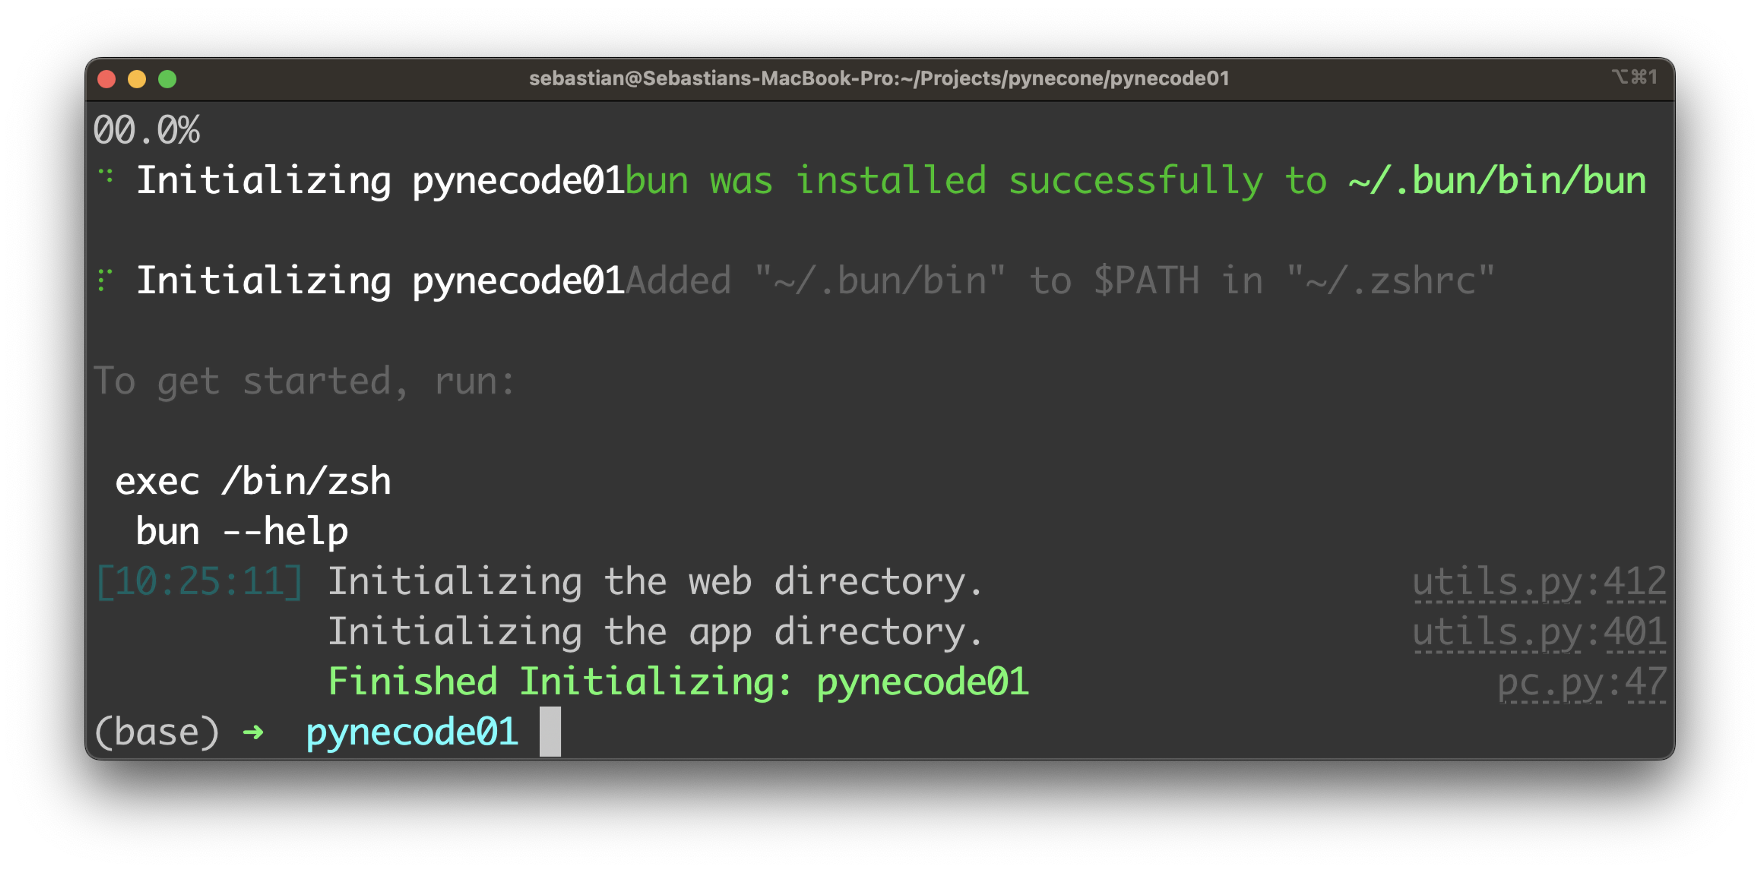 sebastian@Sebastians-MacBook-Pro:~/Projects/pynecone/pynecode01 ⌥⌘1
00.0%
⠙ Initializing pynecode01bun was installed successfully to ~/.bun/bin/bun
⠏ Initializing pynecode01Added "~/.bun/bin" to $PATH in "~/.zshrc"
To get started, run:
exec /bin/zsh
bun --help
[10:25:11] Initializing the web directory. utils.py:412
Initializing the app directory. utils.py:401
Finished Initializing: pynecode01 pc.py:47
(base) ➜ pynecode01